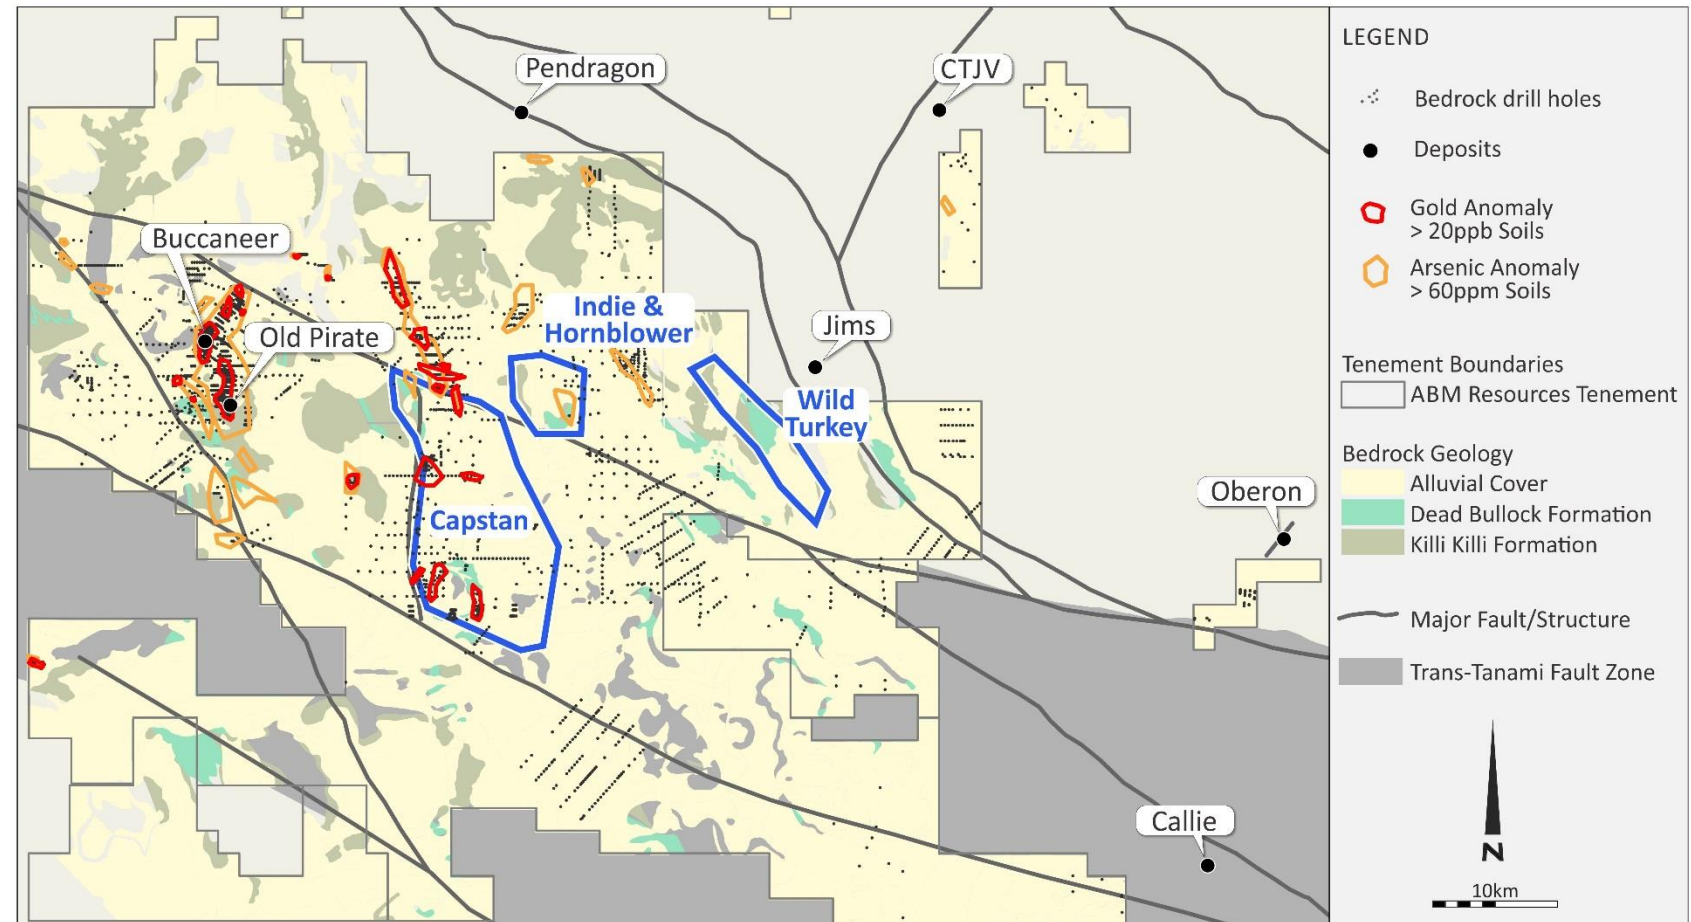 Pendragon
CTJV
Buccaneer
Old Pirate
Indie &
Hornblower
Jims
Wild
Turkey
Capstan
Oberon
Callie
LEGEND
Bedrock drill holes
Deposits
Gold Anomaly
> 20ppb Soils
Arsenic Anomaly
> 60ppm Soils
Tenement Boundaries
ABM Resources Tenement
Bedrock Geology
Alluvial Cover
Dead Bullock Formation
Killi Killi Formation
Major Fault/Structure
Trans-Tanami Fault Zone
N
10km